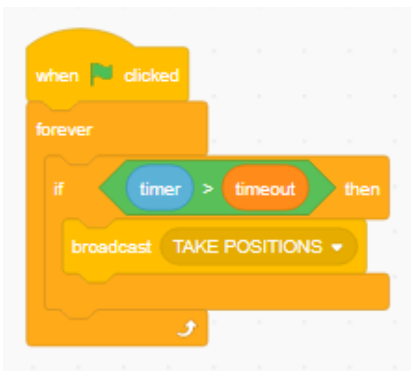 when clicked
forever
if timer > timeout then
broadcast TAKE POSITIONS